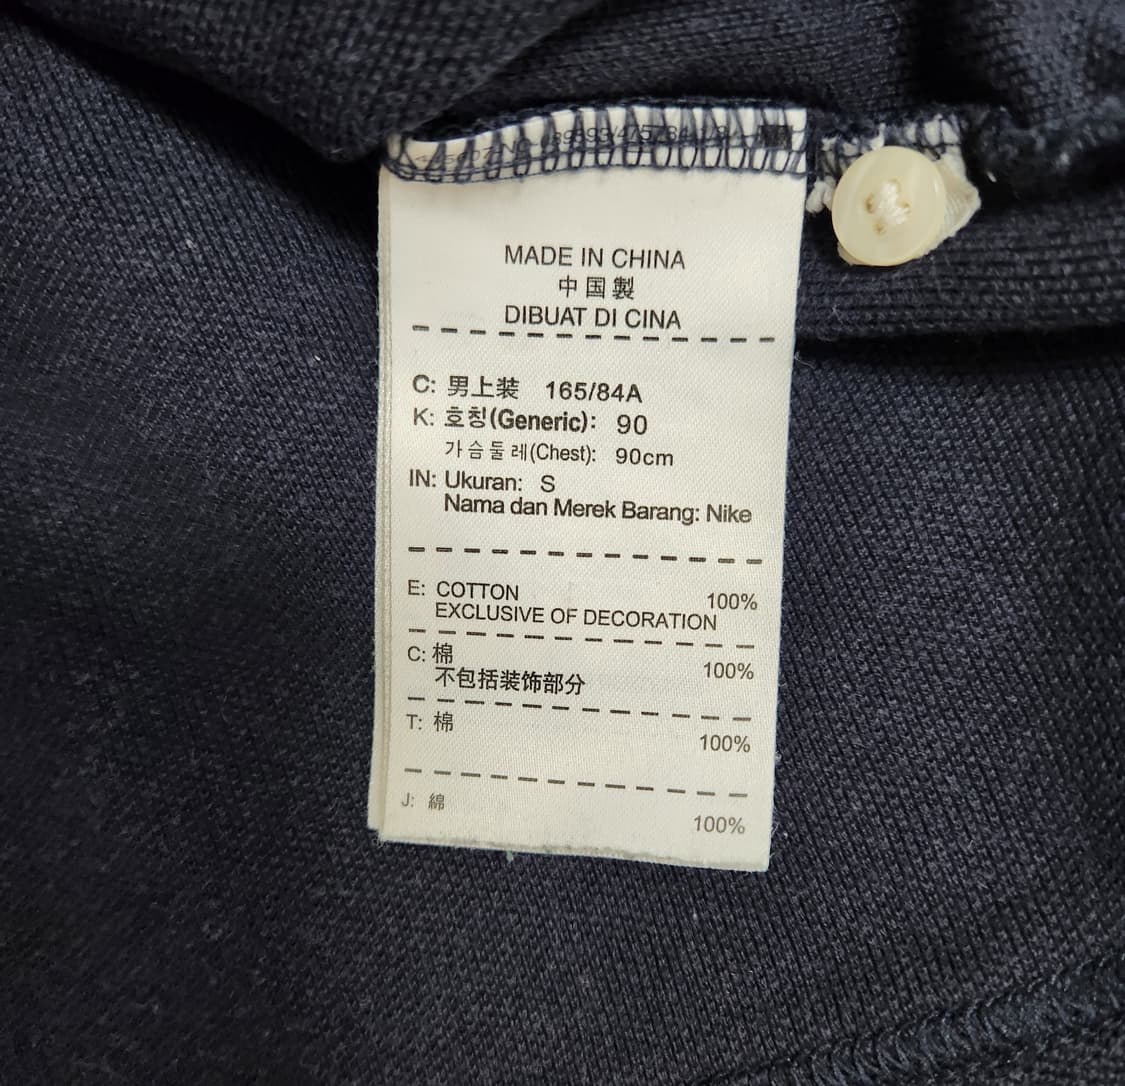 MADE IN CHINA
中国製
DIBUAT DI CINA
C: 男上装 165/84A
K: 호칭(Generic): 90
가슴둘레(Chest): 90cm
IN: Ukuran: S
Nama dan Merek Barang: Nike
E: COTTON 100%
EXCLUSIVE OF DECORATION
C: 棉 100%
不包括装饰部分
T: 棉 100%
J: 綿 100%